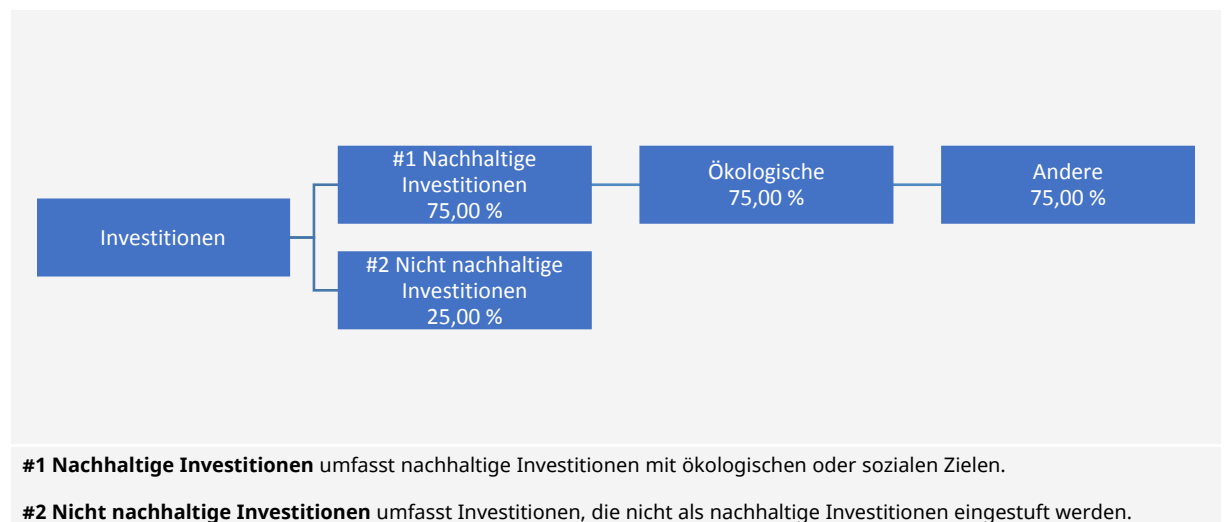 #1 Nachhaltige
Investitionen
75,00 %
Ökologische
75,00 %
Andere
75,00 %
Investitionen
#2 Nicht nachhaltige
Investitionen
25,00 %
#1 Nachhaltige Investitionen umfasst nachhaltige Investitionen mit ökologischen oder sozialen Zielen.
#2 Nicht nachhaltige Investitionen umfasst Investitionen, die nicht als nachhaltige Investitionen eingestuft werden.